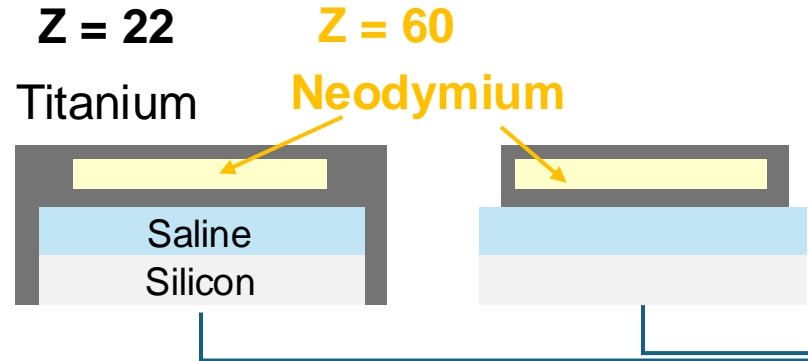 Z = 22
Z = 60
Titanium
Neodymium
Saline
Silicon